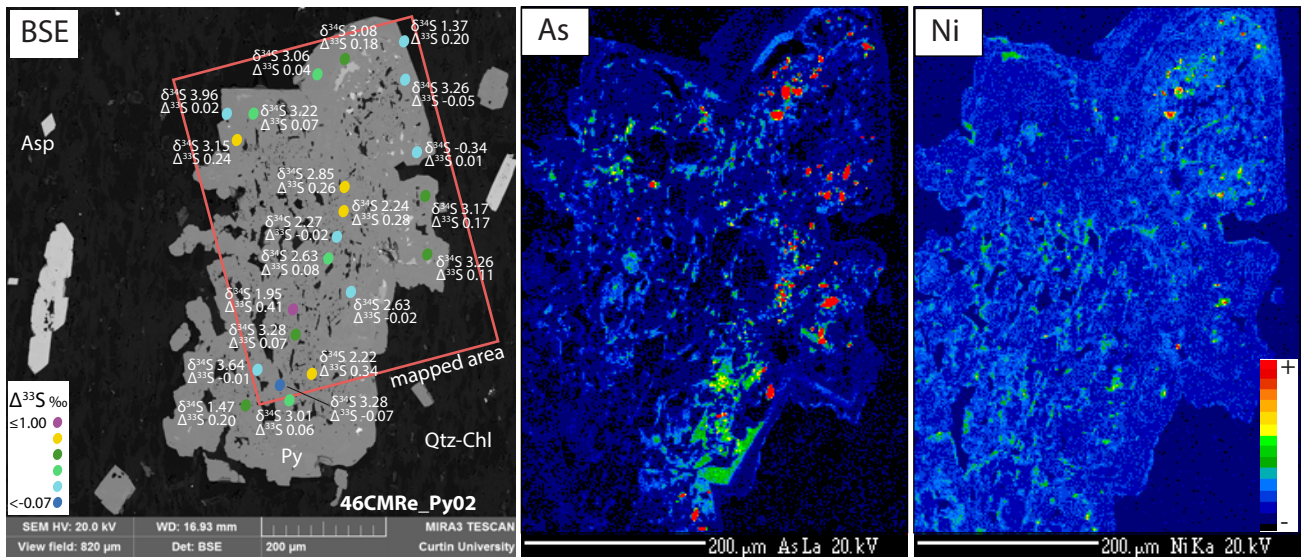 BSE
δ³⁴S 3.08
Δ³³S 0.18
δ³⁴S 1.37
Δ³³S 0.20
δ³⁴S 3.06
Δ³³S 0.04
δ³⁴S 3.26
Δ³³S -0.05
δ³⁴S 3.96
Δ³³S 0.02
δ³⁴S 3.22
Δ³³S 0.07
Asp
δ³⁴S 3.15
Δ³³S 0.24
δ³⁴S -0.34
Δ³³S 0.01
δ³⁴S 2.85
Δ³³S 0.26
δ³⁴S 2.24
Δ³³S 0.28
δ³⁴S 3.17
Δ³³S 0.17
δ³⁴S 2.27
Δ³³S -0.02
δ³⁴S 2.63
Δ³³S 0.08
δ³⁴S 3.26
Δ³³S 0.11
δ³⁴S 1.95
Δ³³S 0.41
δ³⁴S 2.63
Δ³³S -0.02
δ³⁴S 3.28
Δ³³S 0.07
mapped area
δ³⁴S 3.64
Δ³³S -0.01
δ³⁴S 2.22
Δ³³S 0.34
δ³⁴S 3.28
Δ³³S -0.07
δ³⁴S 1.47
Δ³³S 0.20
δ³⁴S 3.01
Δ³³S 0.06
Δ³³S ‰
≤1.00
<-0.07
Py
Qtz-Chl
46CMRe_Py02
SEM HV: 20.0 kV WD: 16.93 mm MIRA3 TESCAN
View field: 820 µm Det: BSE 200 µm Curtin University
As
200. µm As La 20. kV
Ni
+
-
200. µm Ni Ka 20. kV